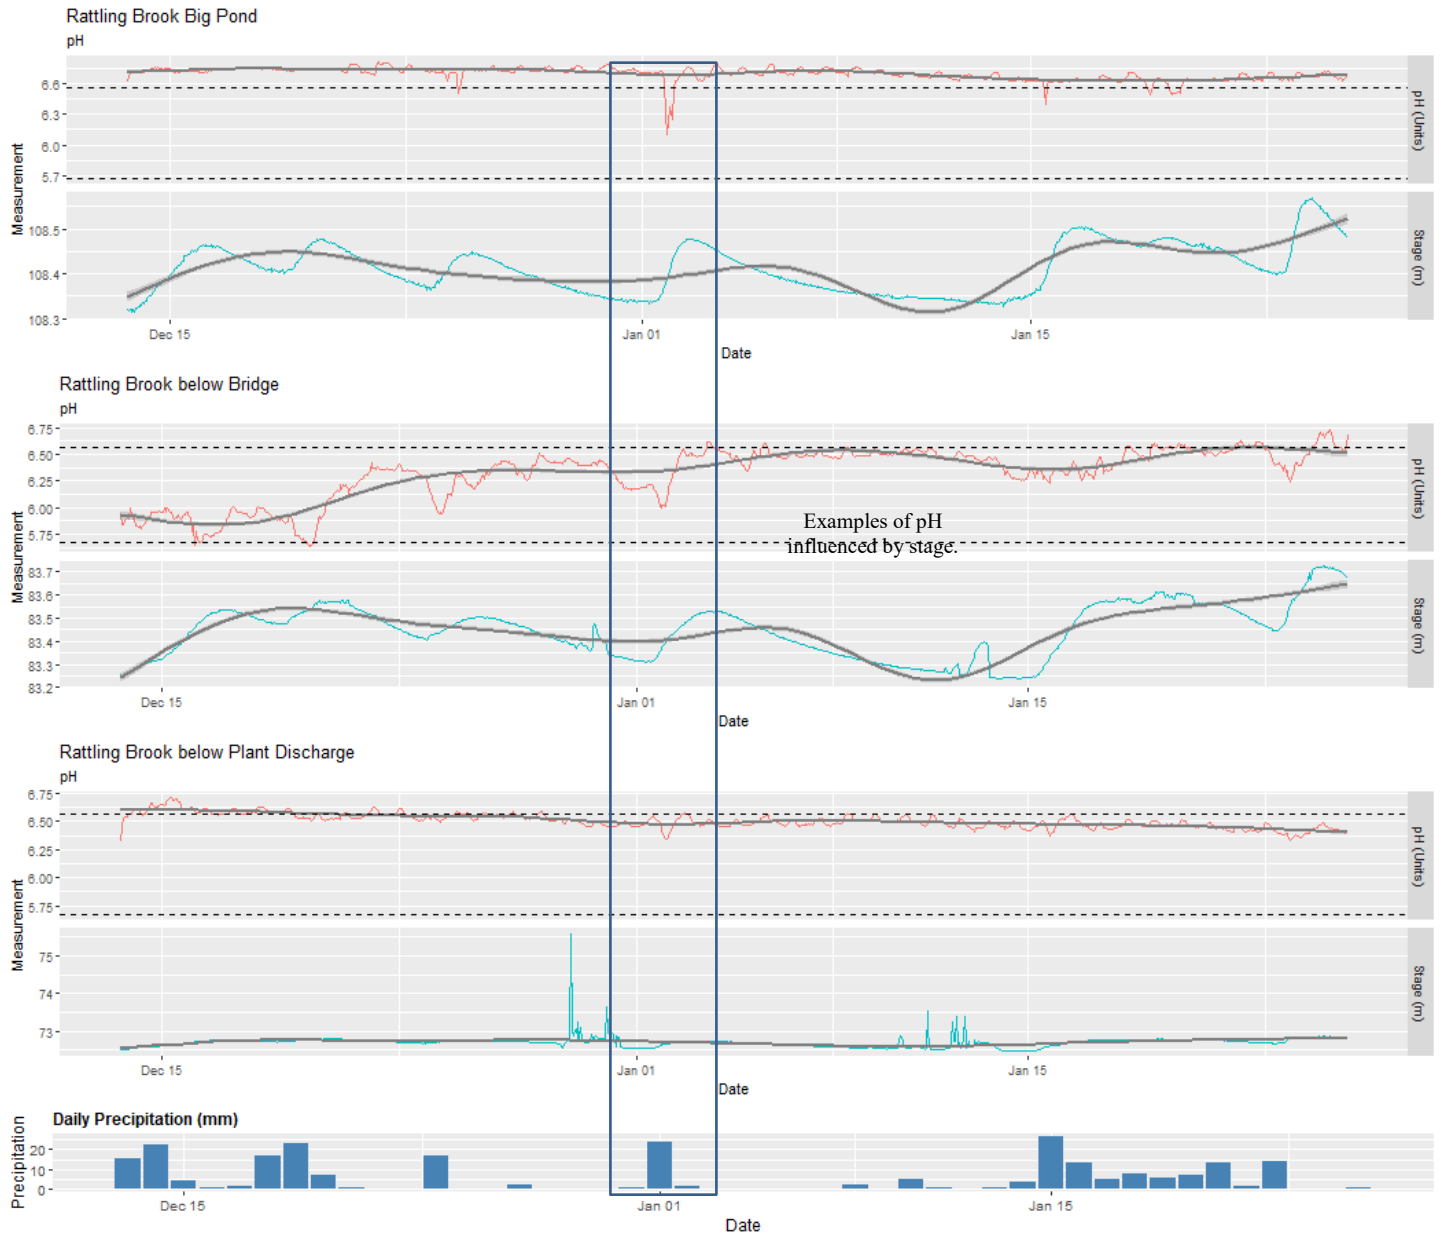 Rattling Brook Big Pond
pH
6.6
6.3
6.0
5.7
pH (Units)
Measurement
108.5
108.4
108.3
Stage (m)
Dec 15 Jan 01 Jan 15
Date
Rattling Brook below Bridge
pH
6.75
6.50
6.25
6.00
5.75
pH (Units)
Measurement
Examples of pH
influenced by stage.
83.7
83.6
83.5
83.4
83.3
83.2
Stage (m)
Dec 15 Jan 01 Jan 15
Date
Rattling Brook below Plant Discharge
pH
6.75
6.50
6.25
6.00
5.75
pH (Units)
Measurement
75
74
73
Stage (m)
Dec 15 Jan 01 Jan 15
Date
Daily Precipitation (mm)
Precipitation
20
10
0
Dec 15 Jan 01 Jan 15
Date